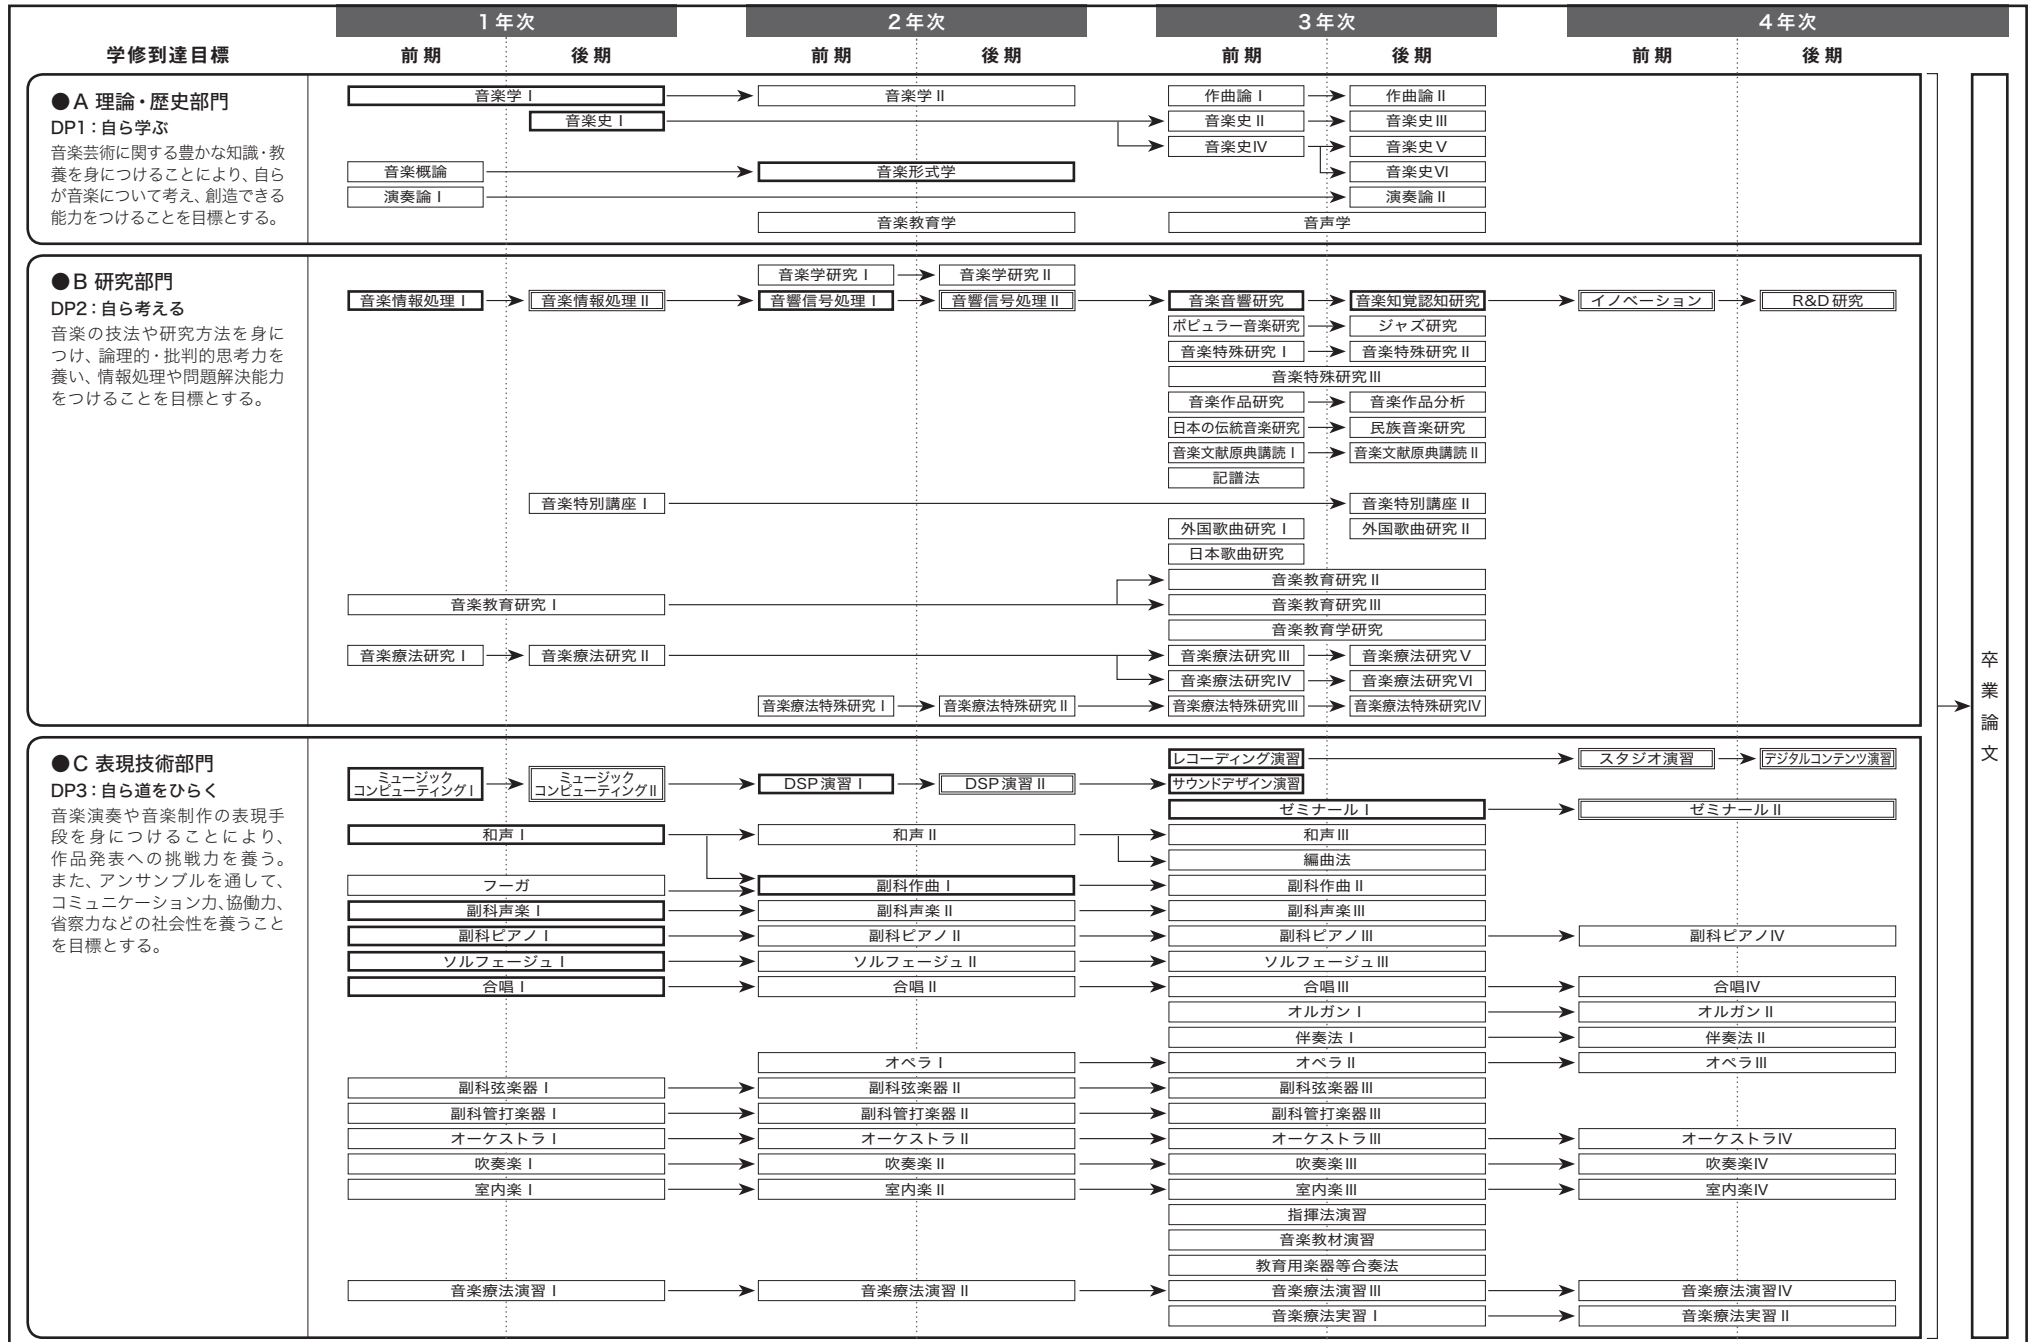 1年次 2年次 3年次 4年次
学修到達目標 前期 後期 前期 後期 前期 後期 前期 後期
●A 理論・歴史部門
DP1：自ら学ぶ
音楽芸術に関する豊かな知識・教
養を身につけることにより、自ら
が音楽について考え、創造できる
能力をつけることを目標とする。
音楽学Ⅰ 音楽学Ⅱ 作曲論Ⅰ 作曲論Ⅱ
音楽史Ⅰ 音楽史Ⅱ 音楽史Ⅲ
音楽史Ⅳ 音楽史Ⅴ
音楽概論 音楽形式学 音楽史Ⅵ
演奏論Ⅰ 演奏論Ⅱ
音楽教育学 音声学
●B 研究部門
DP2：自ら考える
音楽の技法や研究方法を身に
つけ、論理的・批判的思考力を
養い、情報処理や問題解決能力
をつけることを目標とする。
音楽学研究Ⅰ 音楽学研究Ⅱ
音楽情報処理Ⅰ 音楽情報処理Ⅱ 音響信号処理Ⅰ 音響信号処理Ⅱ 音楽音響研究 音楽知覚認知研究 イノベーション R&D研究
ポピュラー音楽研究 ジャズ研究
音楽特殊研究Ⅰ 音楽特殊研究Ⅱ
音楽特殊研究Ⅲ
音楽作品研究 音楽作品分析
日本の伝統音楽研究 民族音楽研究
音楽文献原典講読Ⅰ 音楽文献原典講読Ⅱ
記譜法
音楽特別講座Ⅰ 音楽特別講座Ⅱ
外国歌曲研究Ⅰ 外国歌曲研究Ⅱ
日本歌曲研究
音楽教育研究Ⅱ
音楽教育研究Ⅰ 音楽教育研究Ⅲ
音楽教育学研究
音楽療法研究Ⅰ 音楽療法研究Ⅱ 音楽療法研究Ⅲ 音楽療法研究Ⅴ
音楽療法研究Ⅳ 音楽療法研究Ⅵ
音楽療法特殊研究Ⅰ 音楽療法特殊研究Ⅱ 音楽療法特殊研究Ⅲ 音楽療法特殊研究Ⅳ
●C 表現技術部門
DP3：自ら道をひらく
音楽演奏や音楽制作の表現手
段を身につけることにより、
作品発表への挑戦力を養う。
また、アンサンブルを通して、
コミュニケーション力、協働力、
省察力などの社会性を養うこと
を目標とする。
レコーディング演習 スタジオ演習 デジタルコンテンツ演習
ミュージック
コンピューティングⅠ
ミュージック
コンピューティングⅡ
DSP演習Ⅰ DSP演習Ⅱ サウンドデザイン演習
ゼミナールⅠ ゼミナールⅡ
和声Ⅰ 和声Ⅱ 和声Ⅲ
編曲法
フーガ 副科作曲Ⅰ 副科作曲Ⅱ
副科声楽Ⅰ 副科声楽Ⅱ 副科声楽Ⅲ
副科ピアノⅠ 副科ピアノⅡ 副科ピアノⅢ 副科ピアノⅣ
ソルフェージュⅠ ソルフェージュⅡ ソルフェージュⅢ
合唱Ⅰ 合唱Ⅱ 合唱Ⅲ 合唱Ⅳ
オルガンⅠ オルガンⅡ
伴奏法Ⅰ 伴奏法Ⅱ
オペラⅠ オペラⅡ オペラⅢ
副科弦楽器Ⅰ 副科弦楽器Ⅱ 副科弦楽器Ⅲ
副科管打楽器Ⅰ 副科管打楽器Ⅱ 副科管打楽器Ⅲ
オーケストラⅠ オーケストラⅡ オーケストラⅢ オーケストラⅣ
吹奏楽Ⅰ 吹奏楽Ⅱ 吹奏楽Ⅲ 吹奏楽Ⅳ
室内楽Ⅰ 室内楽Ⅱ 室内楽Ⅲ 室内楽Ⅳ
指揮法演習
音楽教材演習
教育用楽器等合奏法
音楽療法演習Ⅰ 音楽療法演習Ⅱ 音楽療法演習Ⅲ 音楽療法演習Ⅳ
音楽療法実習Ⅰ 音楽療法実習Ⅱ
卒業論文